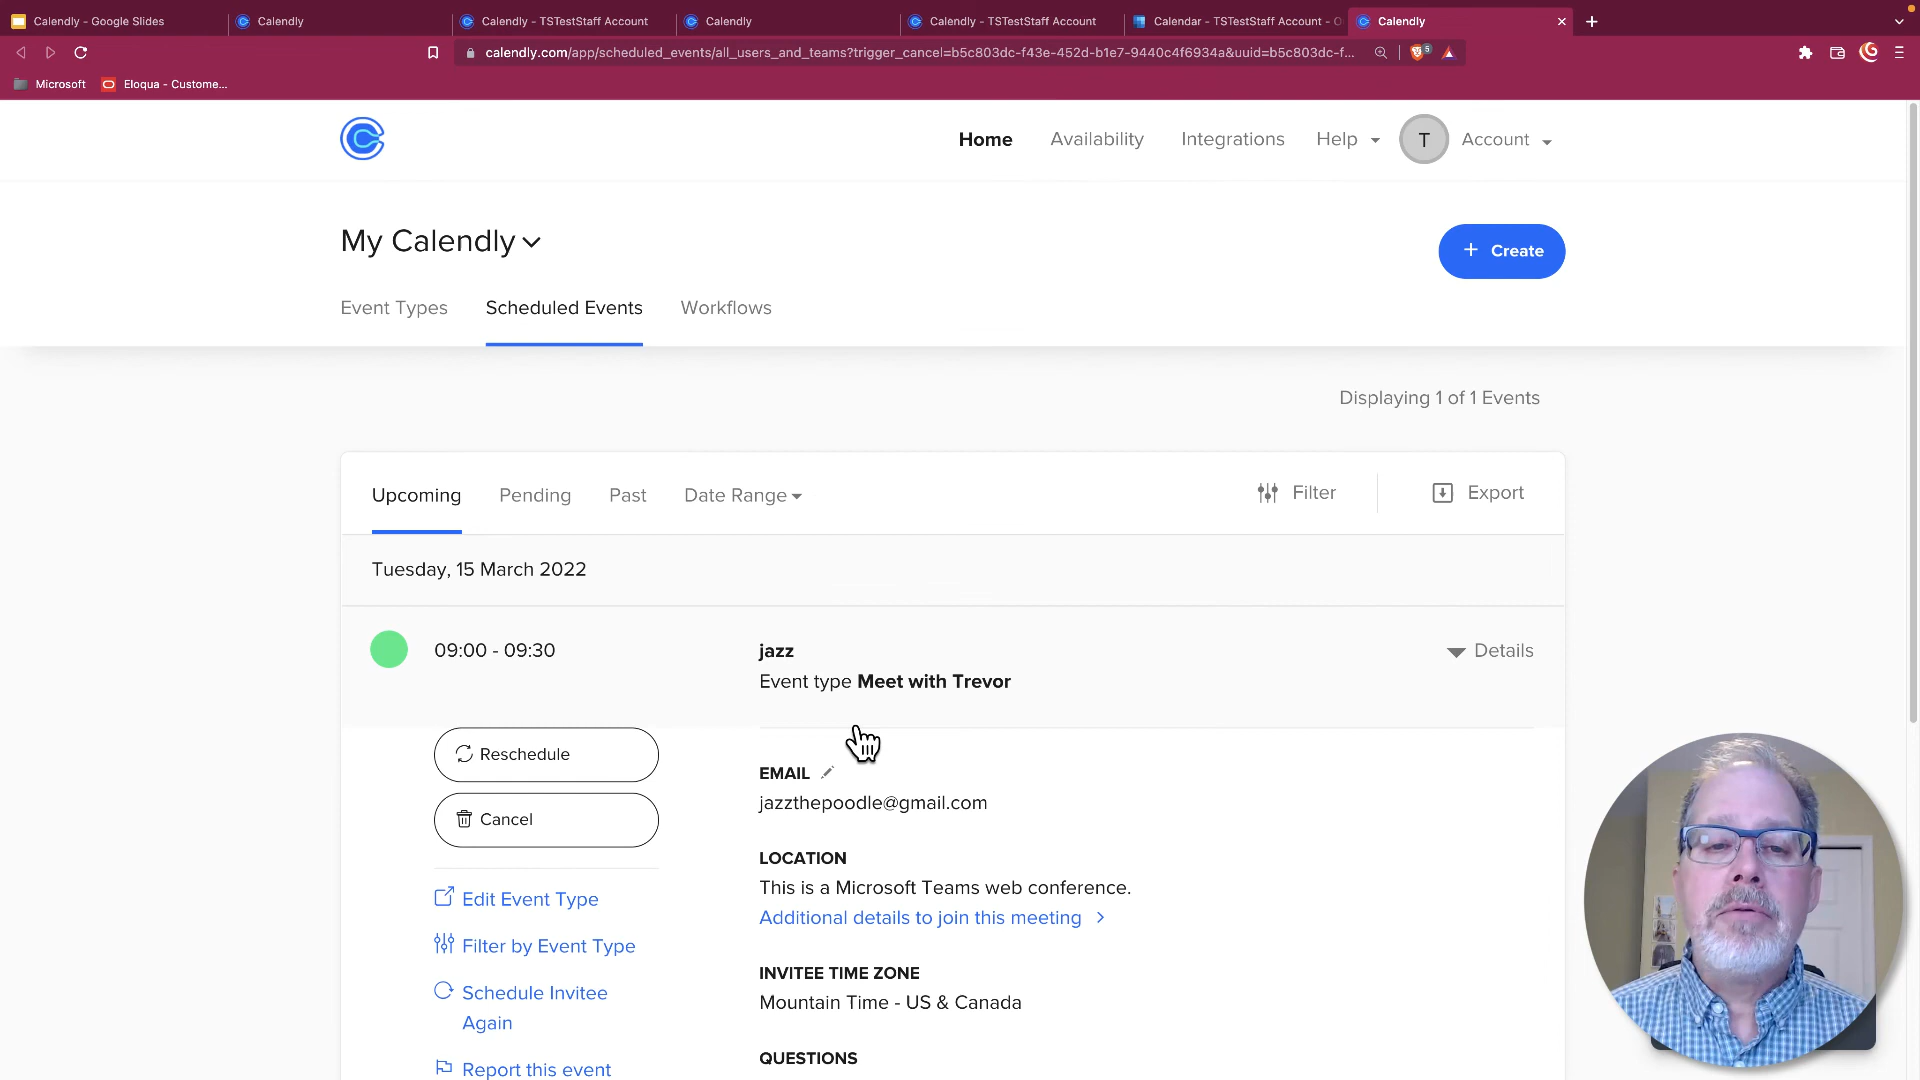 Calendly - Google Slides
Calendly
Calendly - TSTestStaff Account
Calendly
Calendly - TSTestStaff Account
Calendar - TSTestStaff Account - O
Calendly
calendly.com/app/scheduled_events/all_users_and_teams?trigger_cancel=b5c803dc-f43e-452d-b1e7-9440c4f6934a&uuid=b5c803dc-f...
5
Microsoft
Eloqua - Custome...
Home
Availability
Integrations
Help
T
Account
My Calendly
+ Create
Event Types
Scheduled Events
Workflows
Displaying 1 of 1 Events
Upcoming
Pending
Past
Date Range
Filter
Export
Tuesday, 15 March 2022
09:00 - 09:30
jazz
Event type Meet with Trevor
Details
Reschedule
Cancel
Edit Event Type
Filter by Event Type
Schedule Invitee
Again
Report this event
EMAIL
jazzthepoodle@gmail.com
LOCATION
This is a Microsoft Teams web conference.
Additional details to join this meeting >
INVITEE TIME ZONE
Mountain Time - US & Canada
QUESTIONS